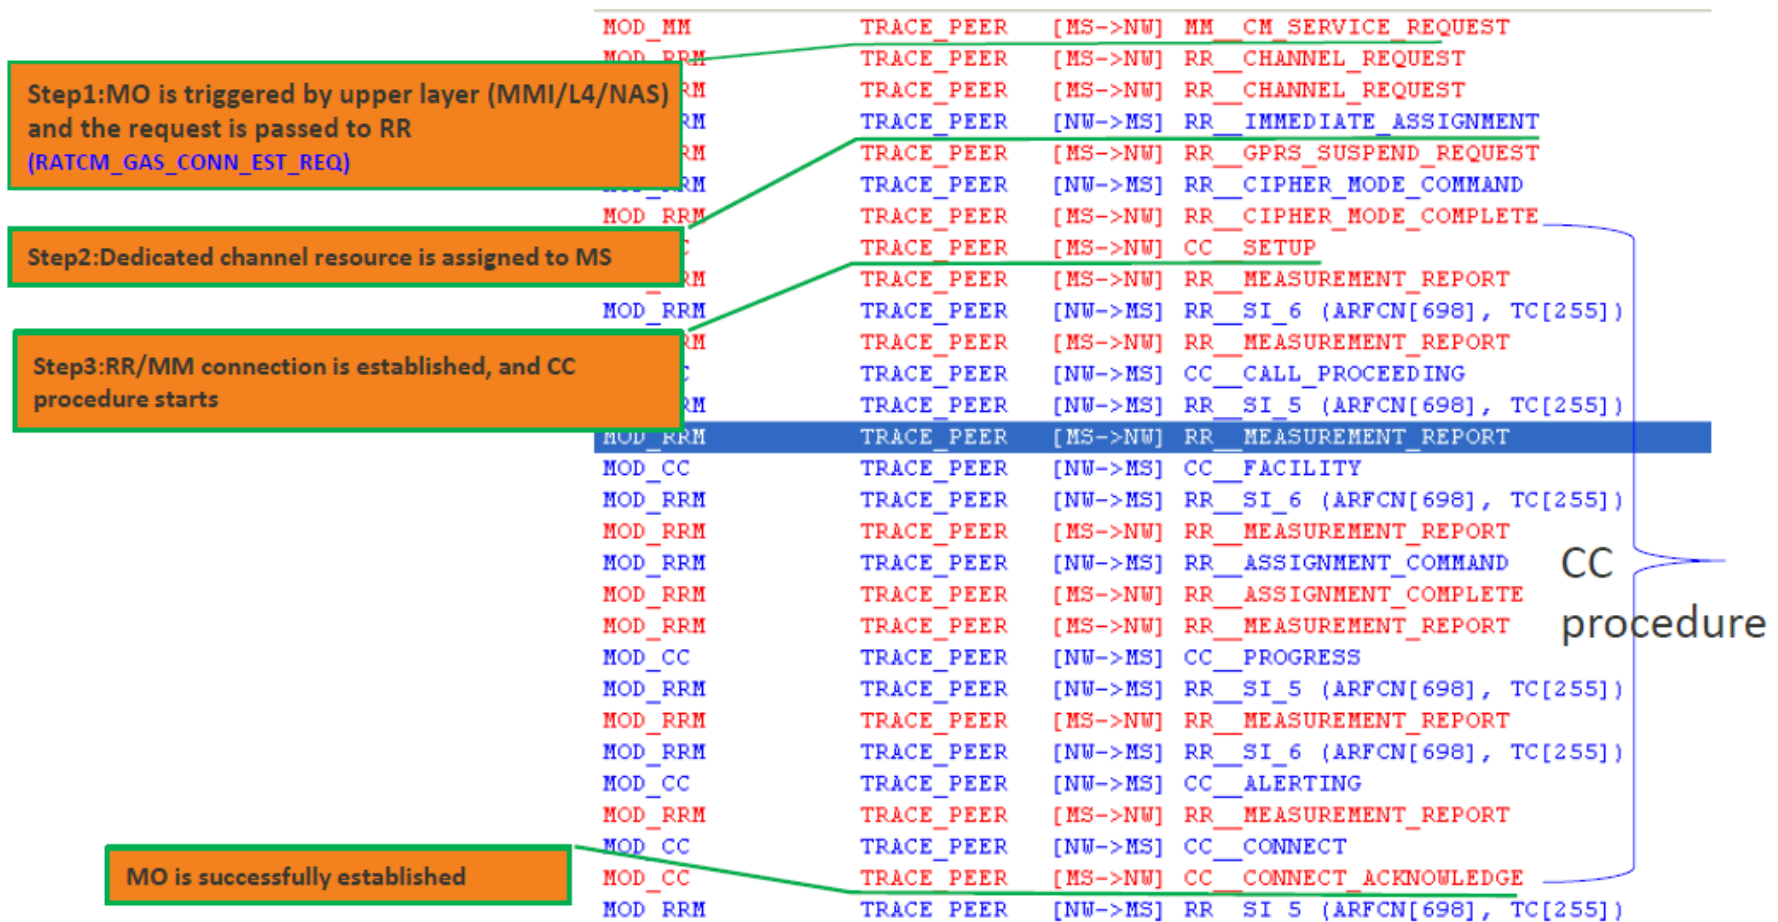 MOD_MM TRACE_PEER [MS->NW] MM__CM_SERVICE_REQUEST
MOD_RRM TRACE_PEER [MS->NW] RR__CHANNEL_REQUEST
Step1:MO is triggered by upper layer (MMI/L4/NAS)
and the request is passed to RR
(RATCM_GAS_CONN_EST_REQ)
RM TRACE_PEER [MS->NW] RR__CHANNEL_REQUEST
RM TRACE_PEER [NW->MS] RR__IMMEDIATE_ASSIGNMENT
RM TRACE_PEER [MS->NW] RR__GPRS_SUSPEND_REQUEST
TRACE_PEER [NW->MS] RR__CIPHER_MODE_COMMAND
MOD_RRM TRACE_PEER [MS->NW] RR__CIPHER_MODE_COMPLETE
Step2:Dedicated channel resource is assigned to MS
C TRACE_PEER [MS->NW] CC__SETUP
RM TRACE_PEER [MS->NW] RR__MEASUREMENT_REPORT
MOD_RRM TRACE_PEER [NW->MS] RR__SI_6 (ARFCN[698], TC[255])
Step3:RR/MM connection is established, and CC
procedure starts
RM TRACE_PEER [MS->NW] RR__MEASUREMENT_REPORT
C TRACE_PEER [NW->MS] CC__CALL_PROCEEDING
RM TRACE_PEER [NW->MS] RR__SI_5 (ARFCN[698], TC[255])
MOD_RRM TRACE_PEER [MS->NW] RR__MEASUREMENT_REPORT
MOD_CC TRACE_PEER [NW->MS] CC__FACILITY
MOD_RRM TRACE_PEER [NW->MS] RR__SI_6 (ARFCN[698], TC[255])
MOD_RRM TRACE_PEER [MS->NW] RR__MEASUREMENT_REPORT
MOD_RRM TRACE_PEER [NW->MS] RR__ASSIGNMENT_COMMAND
MOD_RRM TRACE_PEER [MS->NW] RR__ASSIGNMENT_COMPLETE
MOD_RRM TRACE_PEER [MS->NW] RR__MEASUREMENT_REPORT
CC
procedure
MOD_CC TRACE_PEER [NW->MS] CC__PROGRESS
MOD_RRM TRACE_PEER [NW->MS] RR__SI_5 (ARFCN[698], TC[255])
MOD_RRM TRACE_PEER [MS->NW] RR__MEASUREMENT_REPORT
MOD_RRM TRACE_PEER [NW->MS] RR__SI_6 (ARFCN[698], TC[255])
MOD_CC TRACE_PEER [NW->MS] CC__ALERTING
MOD_RRM TRACE_PEER [MS->NW] RR__MEASUREMENT_REPORT
MOD_CC TRACE_PEER [NW->MS] CC__CONNECT
MO is successfully established
MOD_CC TRACE_PEER [MS->NW] CC__CONNECT_ACKNOWLEDGE
MOD_RRM TRACE_PEER [NW->MS] RR__SI_5 (ARFCN[698], TC[255])